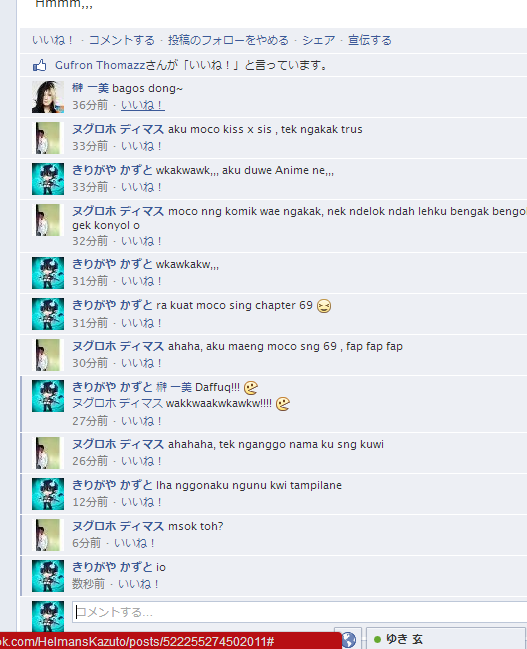 Hmmm,,,
いいね！ · コメントする · 投稿のフォローをやめる · シェア · 宣伝する
Gufron Thomazzさんが「いいね！」と言っています。
榊 一美 bagos dong~
36分前 · いいね！
ヌグロホ ディマス aku moco kiss x sis , tek ngakak trus
33分前 · いいね！
きりがや かずと wkakwawk,,, aku duwe Anime ne,,,
33分前 · いいね！
ヌグロホ ディマス moco nng komik wae ngakak, nek ndelok ndah lehku bengak bengo
gek konyol o
32分前 · いいね！
きりがや かずと wkawkakw,,,
31分前 · いいね！
きりがや かずと ra kuat moco sing chapter 69
31分前 · いいね！
ヌグロホ ディマス ahaha, aku maeng moco sng 69 , fap fap fap
30分前 · いいね！
きりがや かずと 榊 一美 Daffuq!!!
ヌグロホ ディマス wakkwaakwkawkw!!!!
27分前 · いいね！
ヌグロホ ディマス ahahaha, tek nganggo nama ku sng kuwi
26分前 · いいね！
きりがや かずと lha nggonaku ngunu kwi tampilane
12分前 · いいね！
ヌグロホ ディマス msok toh?
6分前 · いいね！
きりがや かずと io
数秒前 · いいね！
コメントする...
ok.com/HelmansKazuto/posts/522255274502011#
ゆき 玄